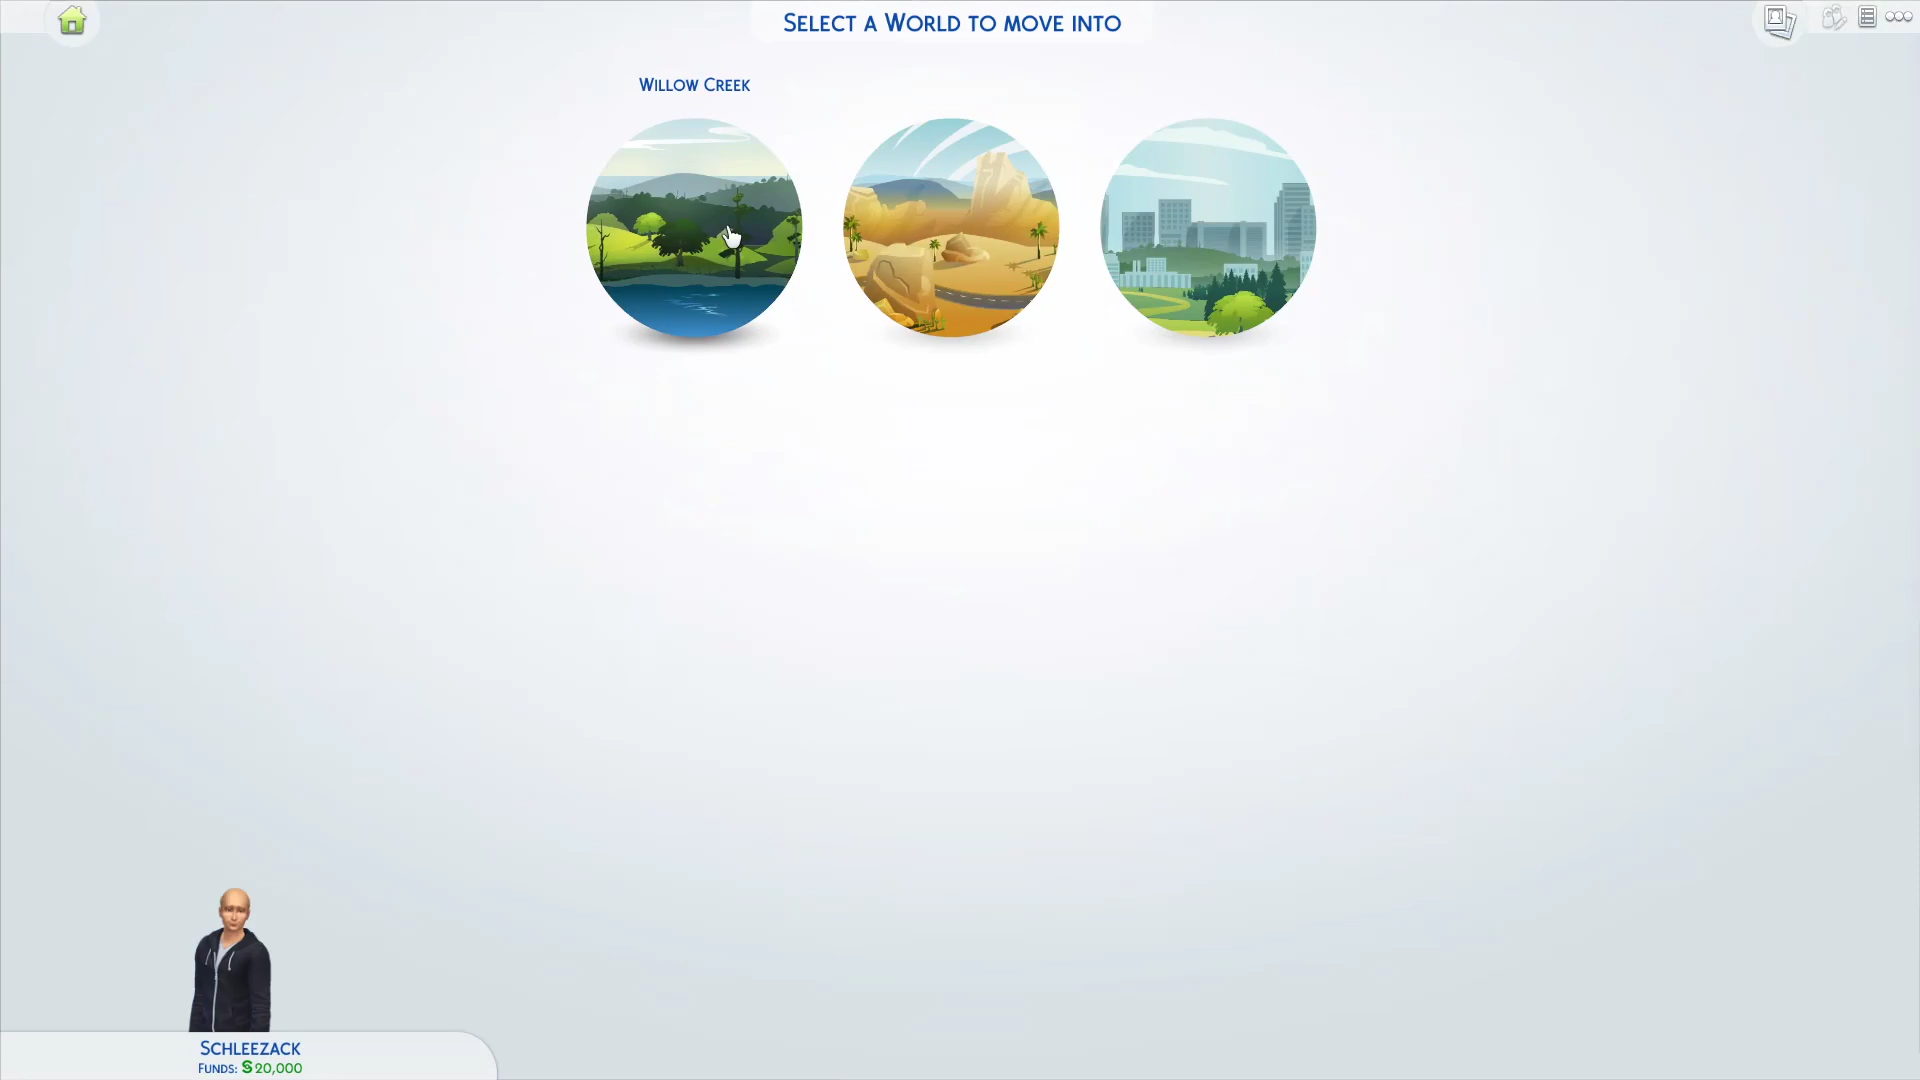 Select a World to move into
Willow Creek
Schleezack
Funds: §20,000